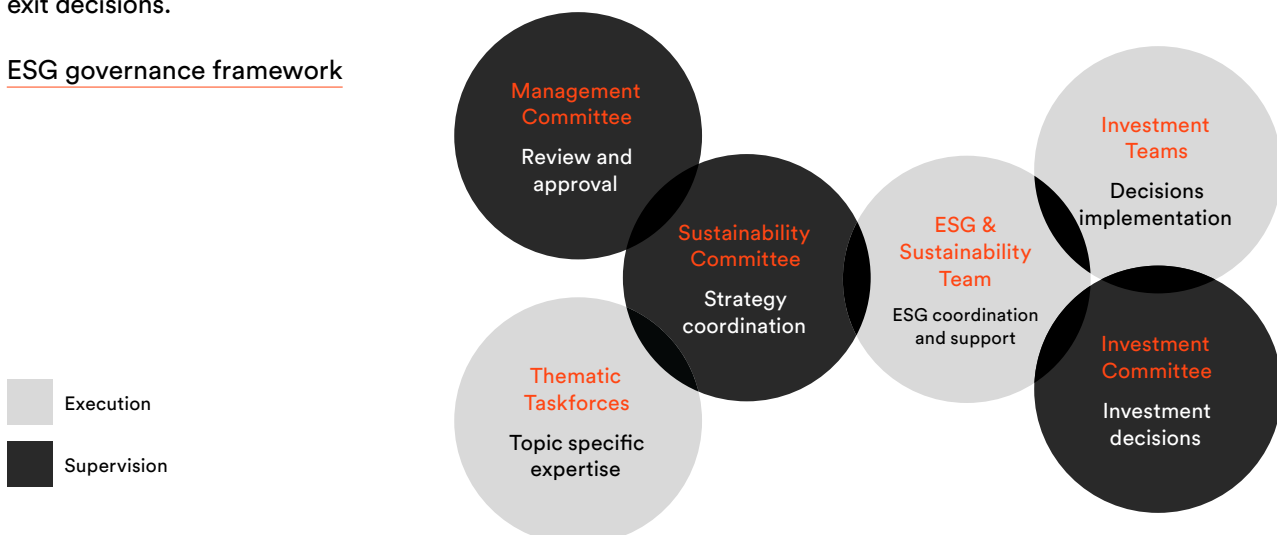 exit decisions.
ESG governance framework
Management
Committee
Review and
approval
Sustainability
Committee
Strategy
coordination
Thematic
Taskforces
Topic specific
expertise
ESG &
Sustainability
Team
ESG coordination
and support
Investment
Teams
Decisions
implementation
Investment
Committee
Investment
decisions
Execution
Supervision